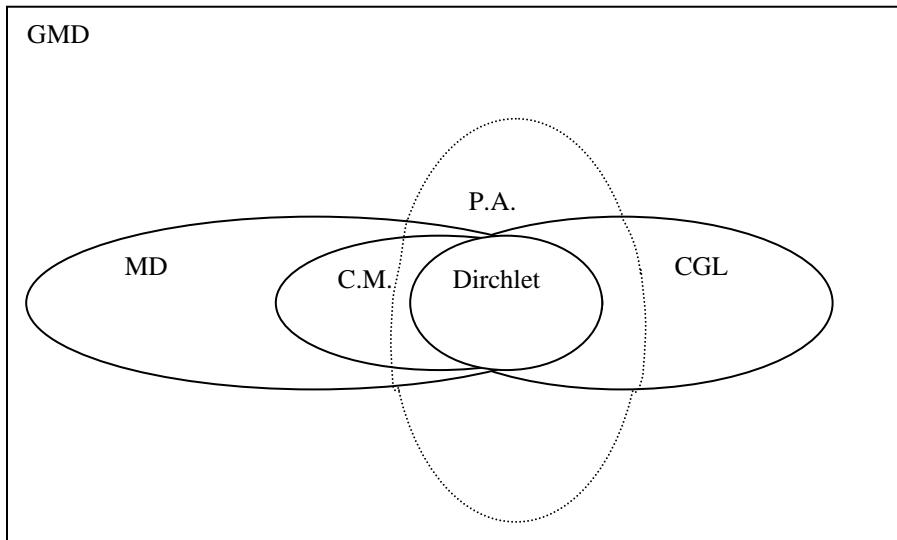 GMD
P.A.
MD
C.M.
Dirchlet
CGL